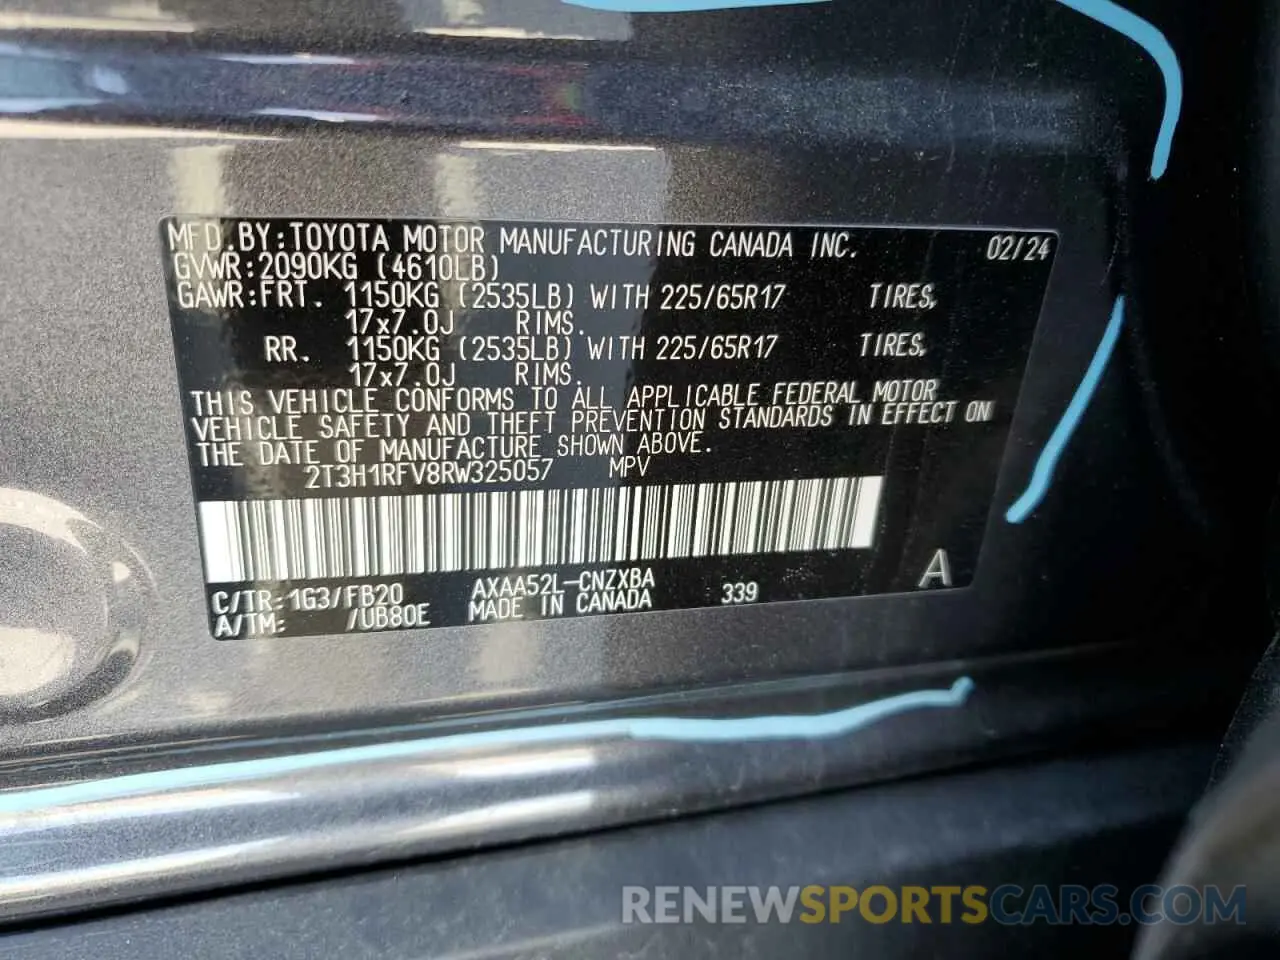 MFD.BY:TOYOTA MOTOR MANUFACTURING CANADA INC. 02/24
GVWR:2090KG (4610LB)
GAWR:FRT. 1150KG (2535LB) WITH 225/65R17 TIRES,
17x7.0J RIMS.
RR. 1150KG (2535LB) WITH 225/65R17 TIRES,
17x7.0J RIMS.
THIS VEHICLE CONFORMS TO ALL APPLICABLE FEDERAL MOTOR
VEHICLE SAFETY AND THEFT PREVENTION STANDARDS IN EFFECT ON
THE DATE OF MANUFACTURE SHOWN ABOVE.
2T3H1RFV8RW325057 MPV
C/TR:1G3/FB20 AXAA52L-CNZXBA 339 A
A/TM: /UB80E MADE IN CANADA
RENEWSPORTSCARS.COM